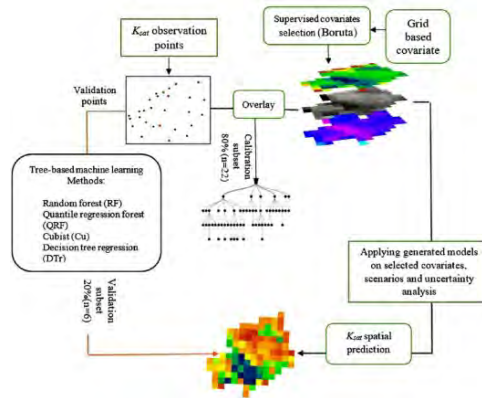 K_sat observation
points
Supervised covariates
selection (Boruta)
Grid
based
covariate
Validation
points
Overlay
Calibration
subset
80%(n=22)
Tree-based machine learning
Methods:
Random forest (RF)
Quantile regression forest
(QRF)
Cubist (Cu)
Decision tree regression
(DTr)
Applying generated models
on selected covariates,
scenarios and uncertainty
analysis
Validation
subset
20%(n=6)
K_sat spatial
prediction